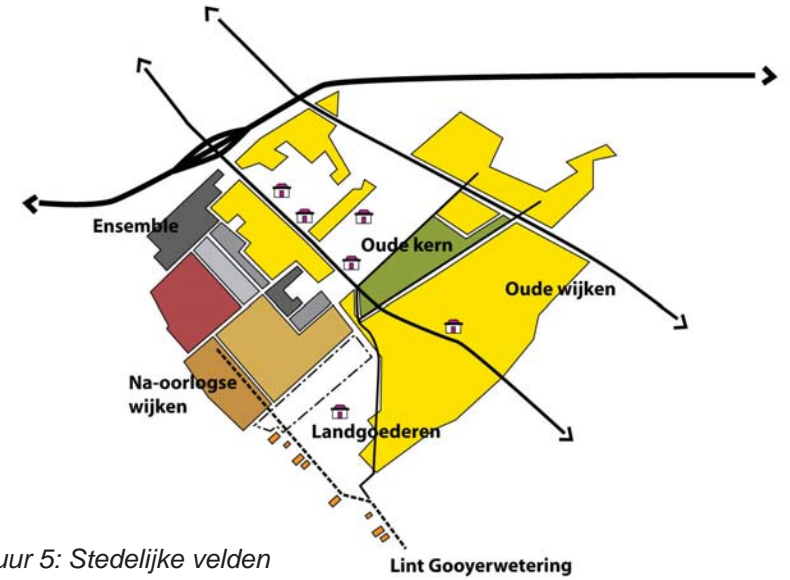 Ensemble
Oude kern
Oude wijken
Na-oorlogse
wijken
Landgoederen
uur 5: Stedelijke velden
Lint Gooyerwetering